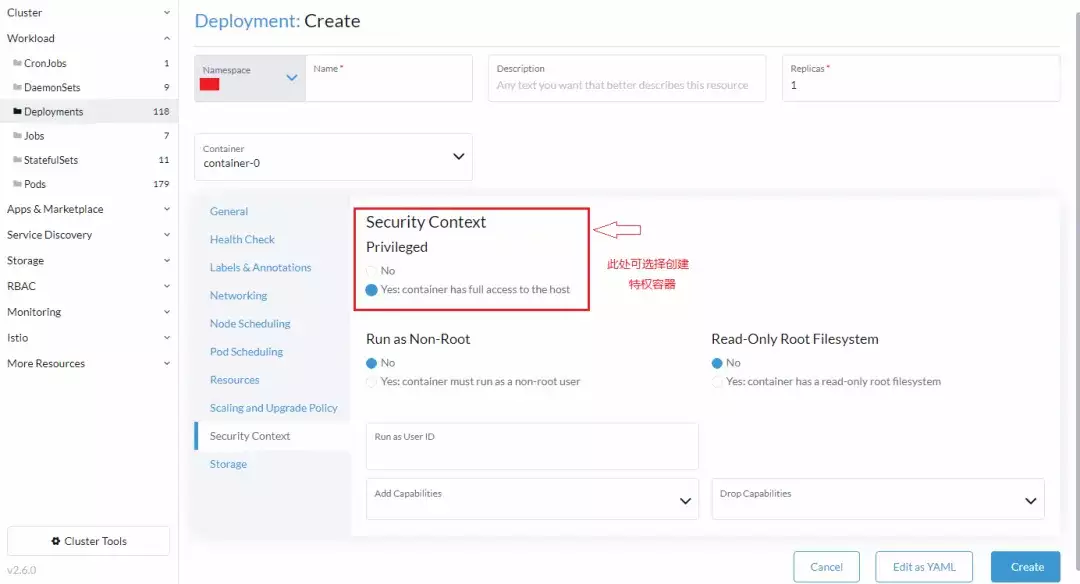 Cluster
Workload
CronJobs 1
DaemonSets 9
Deployments 118
Jobs 7
StatefulSets 11
Pods 179
Apps & Marketplace
Service Discovery
Storage
RBAC
Monitoring
Istio
More Resources
Cluster Tools
v2.6.0
Deployment: Create
Namespace
Name *
Description
Any text you want that better describes this resource
Replicas *
1
Container
container-0
General
Health Check
Labels & Annotations
Networking
Node Scheduling
Pod Scheduling
Resources
Scaling and Upgrade Policy
Security Context
Storage
Security Context
Privileged
No
Yes: container has full access to the host
此处可选择创建
特权容器
Run as Non-Root
No
Yes: container must run as a non-root user
Read-Only Root Filesystem
No
Yes: container has a read-only root filesystem
Run as User ID
Add Capabilities
Drop Capabilities
Cancel
Edit as YAML
Create